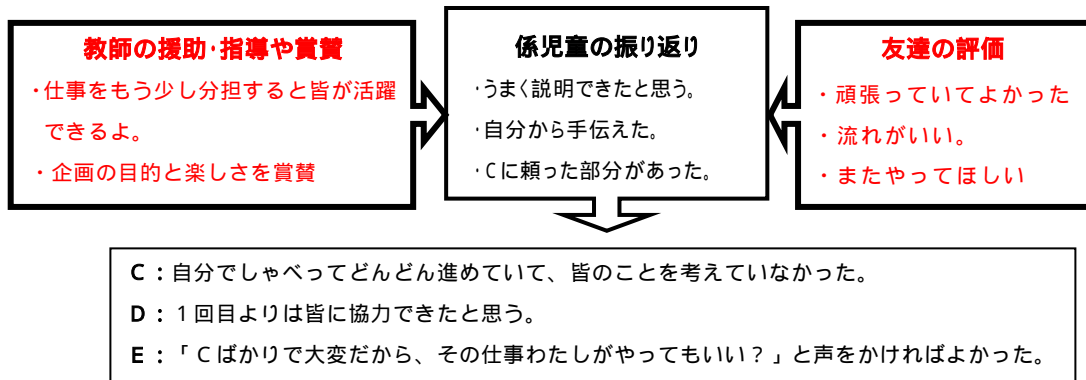 教師の援助・指導や賞賛
・仕事をもう少し分担すると皆が活躍
できるよ。
・企画の目的と楽しさを賞賛
係児童の振り返り
・うまく説明できたと思う。
・自分から手伝えた。
・Cに頼った部分があった。
友達の評価
・頑張っていてよかった
・流れがいい。
・またやってほしい
C：自分でしゃべってどんどん進めていて、皆のことを考えていなかった。
D：１回目よりは皆に協力できたと思う。
E：「Cばかりで大変だから、その仕事わたしがやってもいい？」と声をかければよかった。